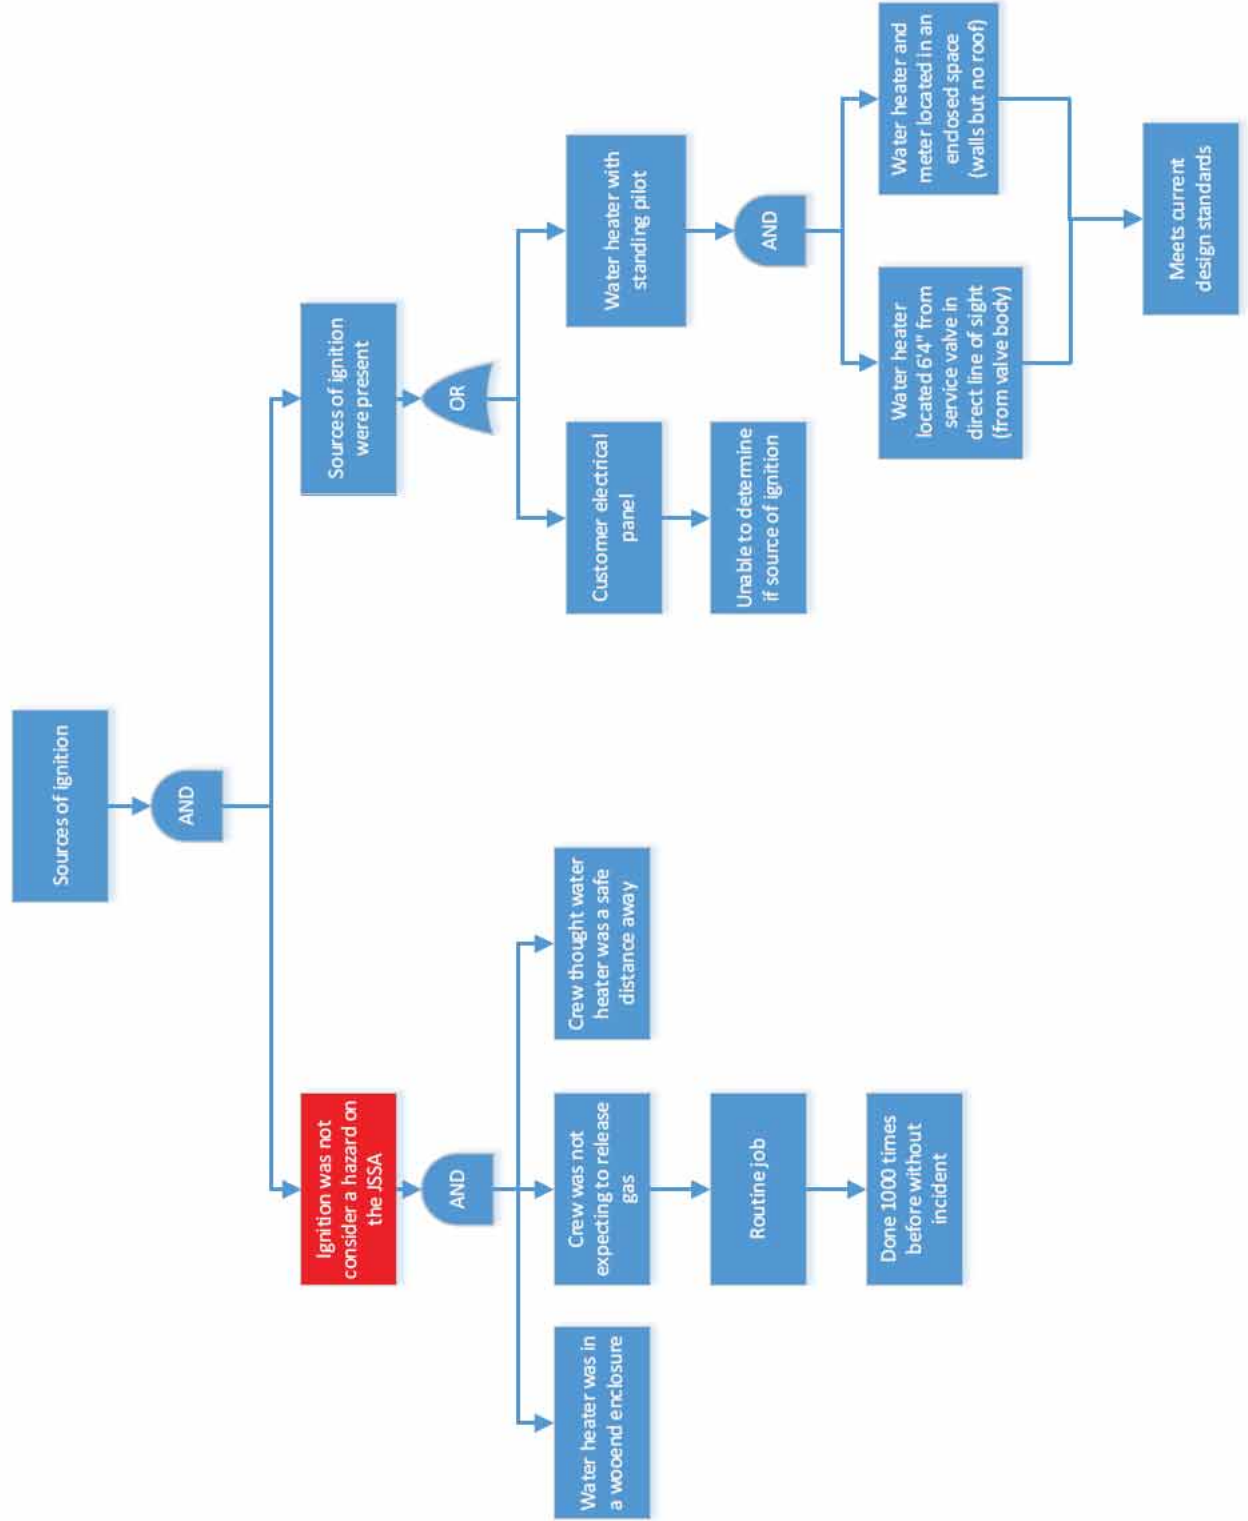 Sources of ignition
AND
Ignition was not
consider a hazard on
the JSSA
AND
Water heater was in
a wooend enclosure
Crew was not
expecting to release
gas
Routine job
Done 1000 times
before without
incident
Crew thought water
heater was a safe
distance away
Sources of ignition
were present
OR
Customer electrical
panel
Unable to determine
if source of ignition
Water heater with
standing pilot
AND
Water heater
located 6'4" from
service valve in
direct line of sight
(from valve body)
Water heater and
meter located in an
enclosed space
(walls but no roof)
Meets current
design standards